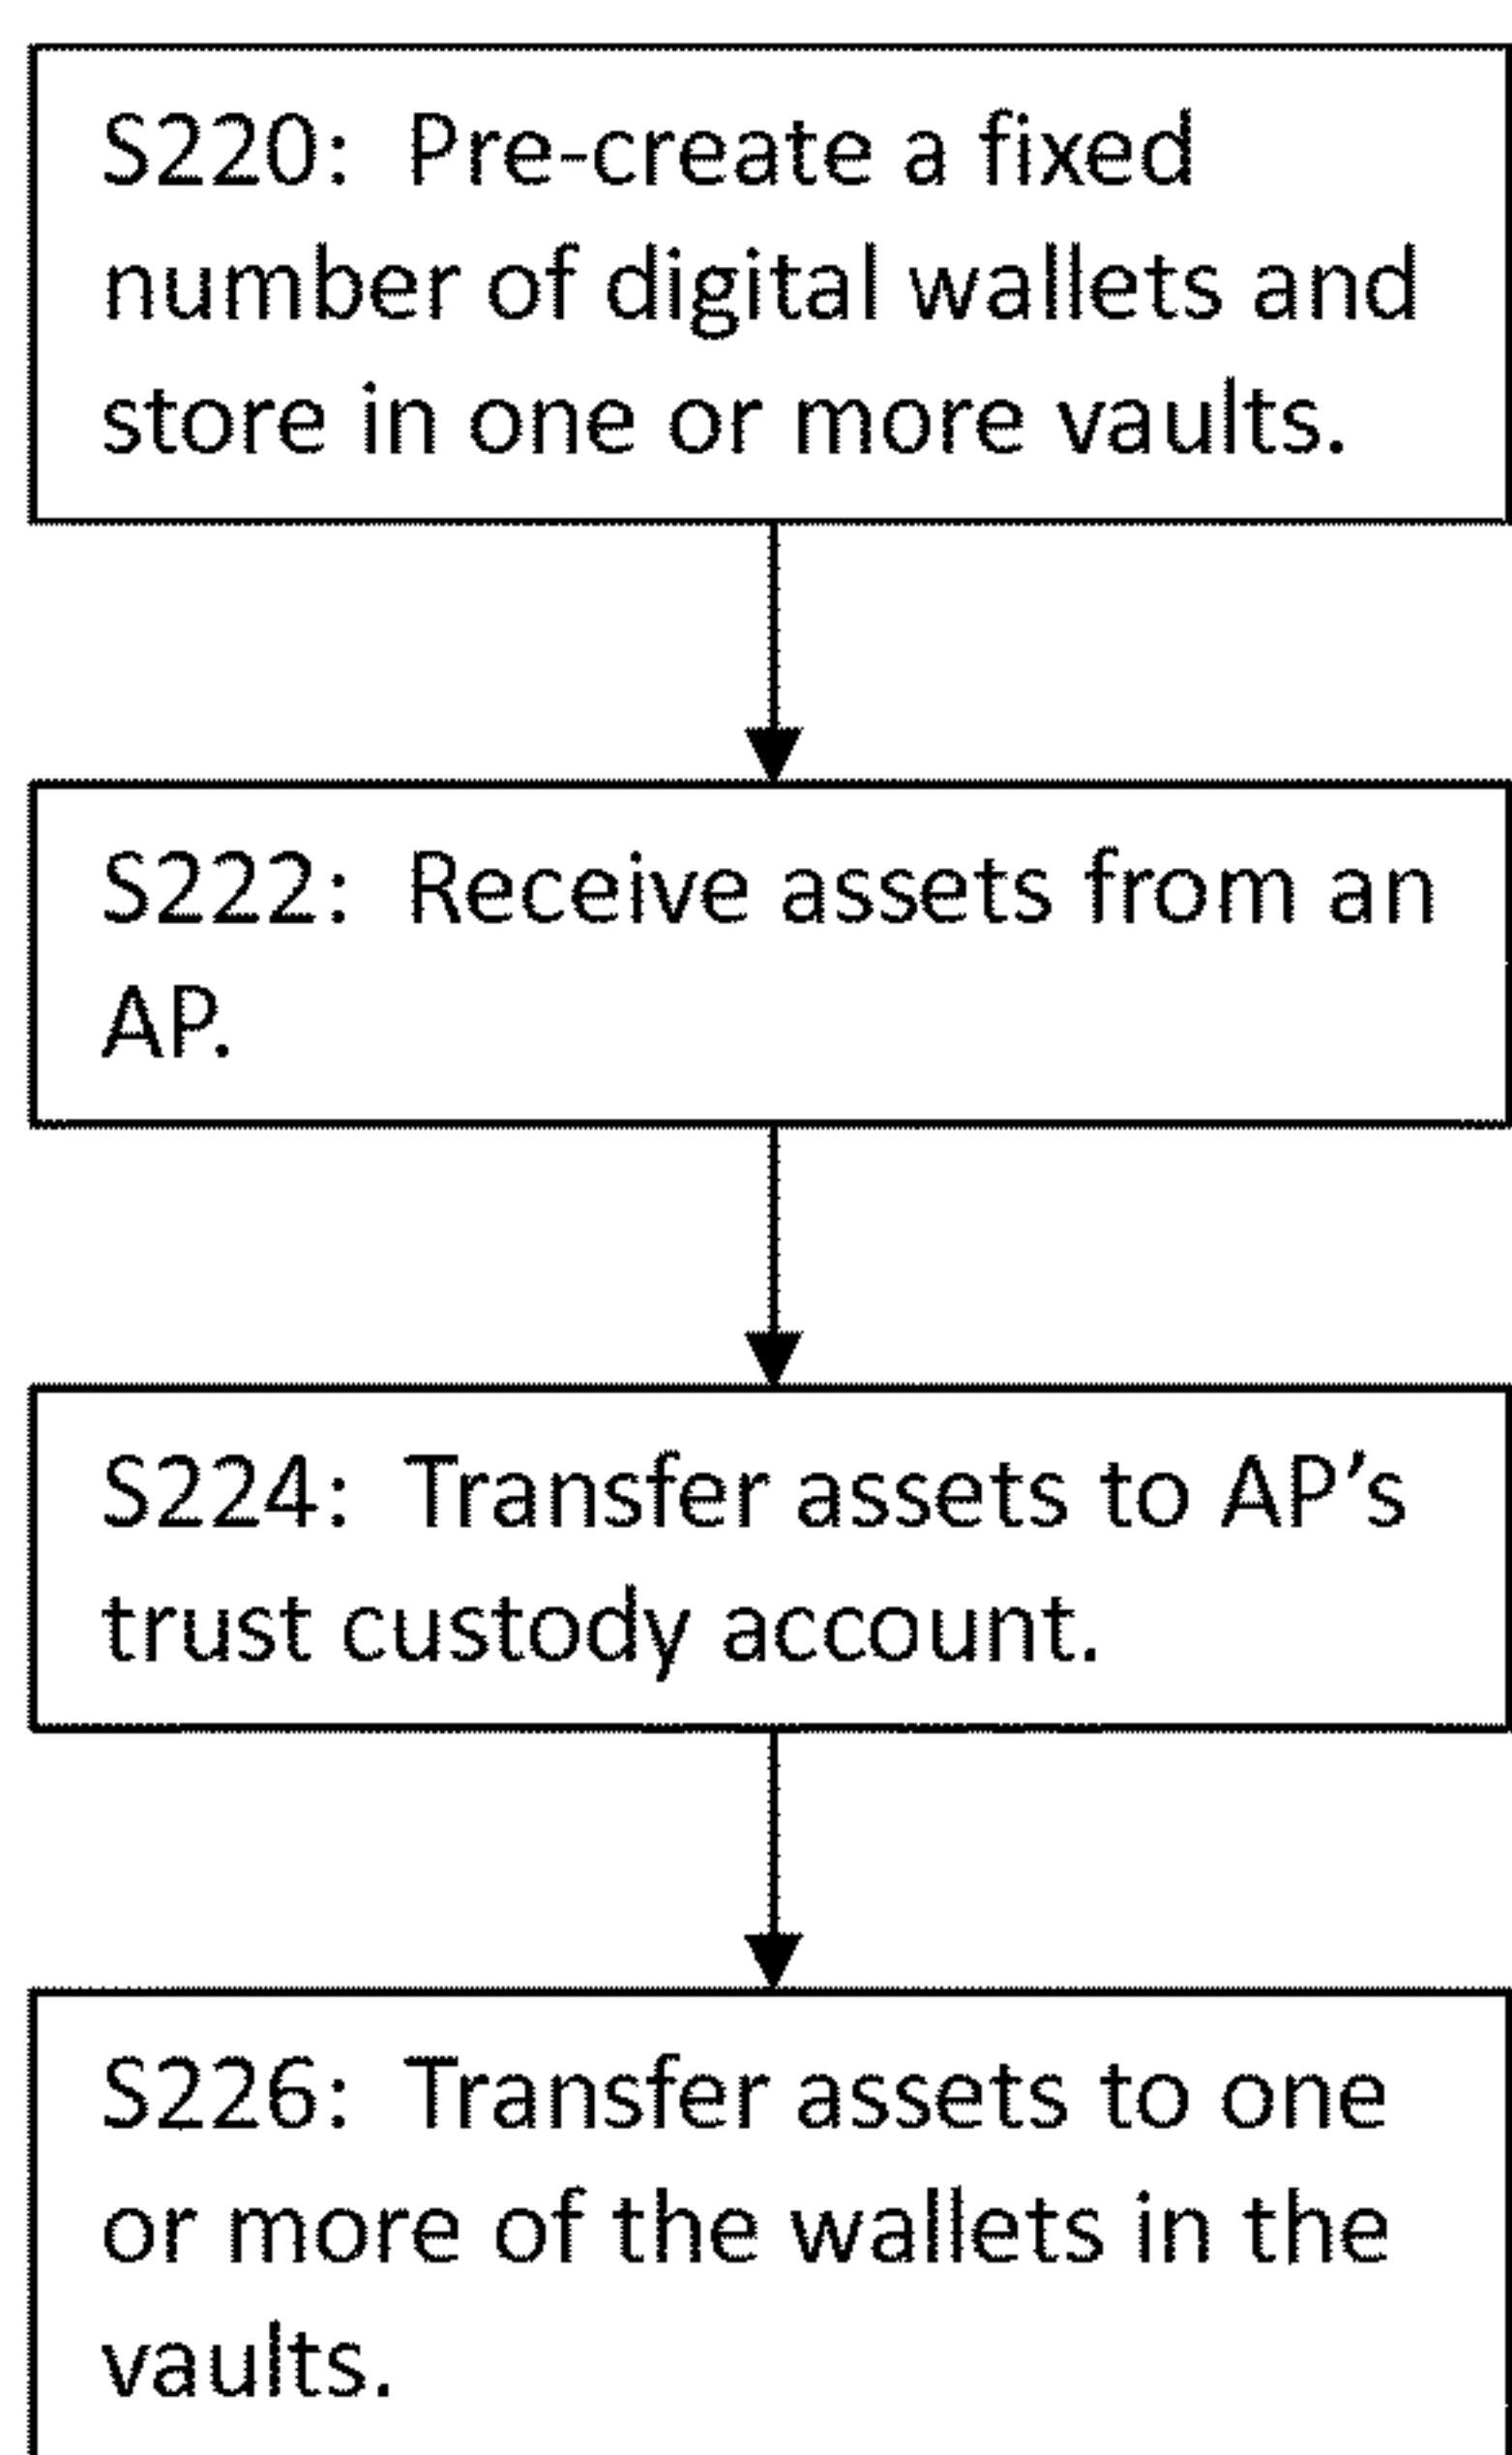 S220:  Pre-create a fixed
number of digital wallets and
store in one or more vaults.
S222:  Receive assets from an
AP.
S224:  Transfer assets to AP’s
trust custody account.
S226:  Transfer assets to one
or more of the wallets in the
vaults.